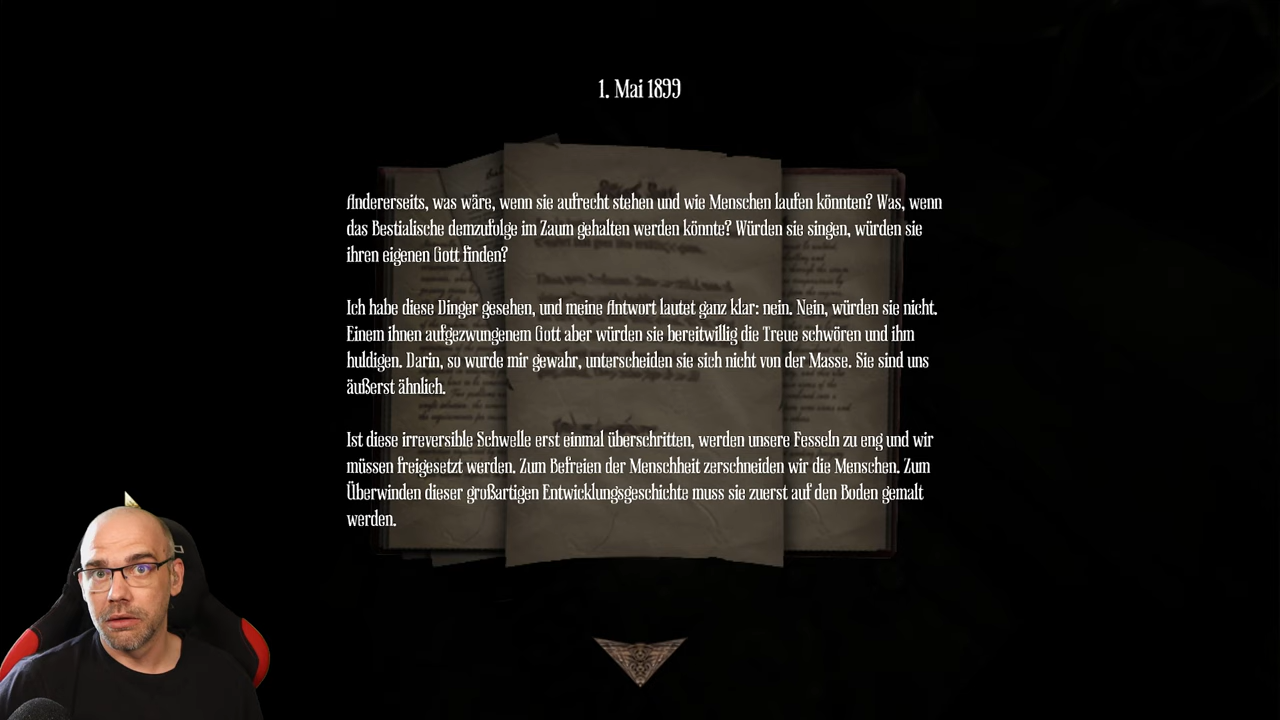 1. Mai 1899
Andererseits, was wäre, wenn sie aufrecht stehen und wie Menschen laufen könnten? Was, wenn
das Bestialische demzufolge im Zaum gehalten werden könnte? Würden sie singen, würden sie
ihren eigenen Gott finden?
Ich habe diese Dinger gesehen, und meine Antwort lautet ganz klar: nein. Nein, würden sie nicht.
Einem ihnen aufgezwungenem Gott aber würden sie bereitwillig die Treue schwören und ihm
huldigen. Darin, so wurde mir gewahr, unterscheiden sie sich nicht von der Masse. Sie sind uns
äußerst ähnlich.
Ist diese irreversible Schwelle erst einmal überschritten, werden unsere Fesseln zu eng und wir
müssen freigesetzt werden. Zum Befreien der Menschheit zerschneiden wir die Menschen. Zum
Überwinden dieser großartigen Entwicklungsgeschichte muss sie zuerst auf den Boden gemalt
werden.